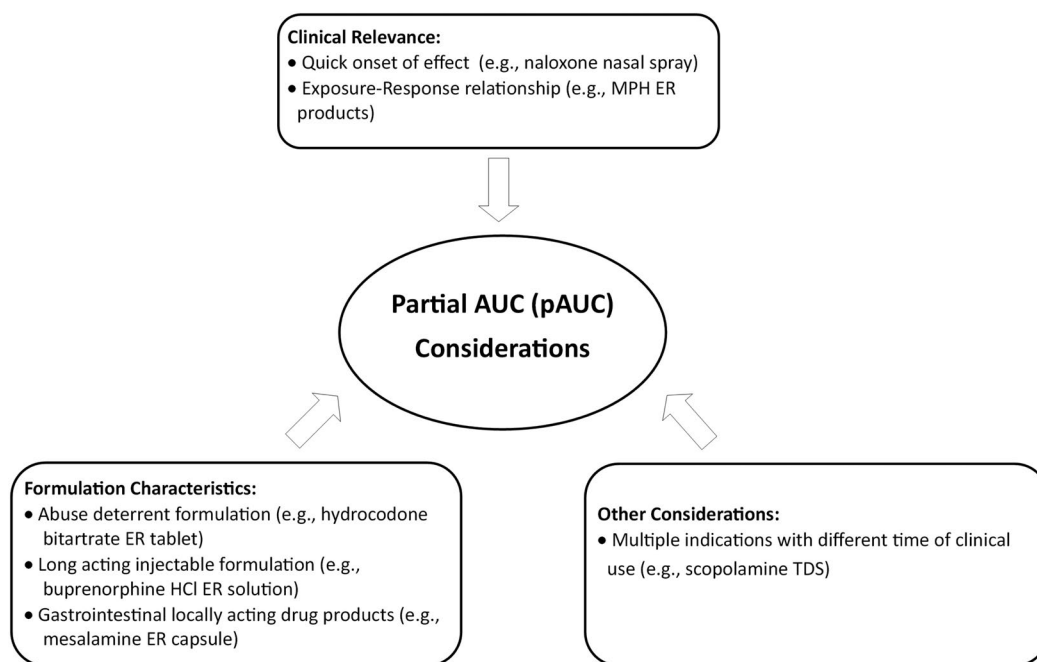 Clinical Relevance:
• Quick onset of effect (e.g., naloxone nasal spray)
• Exposure-Response relationship (e.g., MPH ER
products)
Partial AUC (pAUC)
Considerations
Formulation Characteristics:
• Abuse deterrent formulation (e.g., hydrocodone
bitartrate ER tablet)
• Long acting injectable formulation (e.g.,
buprenorphine HCl ER solution)
• Gastrointestinal locally acting drug products (e.g.,
mesalamine ER capsule)
Other Considerations:
• Multiple indications with different time of clinical
use (e.g., scopolamine TDS)